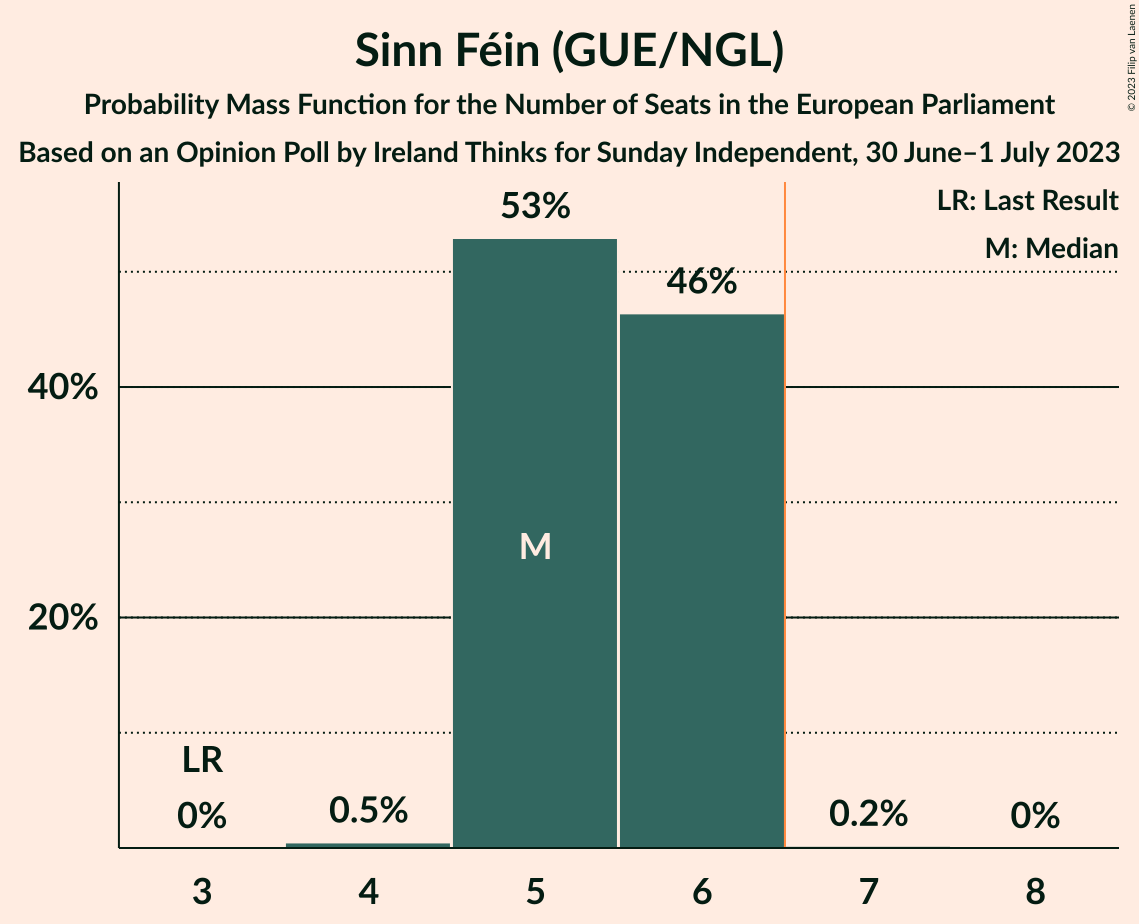 Sinn Féin (GUE/NGL)
Probability Mass Function for the Number of Seats in the European Parliament
Based on an Opinion Poll by Ireland Thinks for Sunday Independent, 30 June–1 July 2023
© 2023 Filip van Laenen
LR: Last Result
M: Median
53%
46%
40%
M
20%
LR
0%
0.5%
0.2%
0%
3 4 5 6 7 8